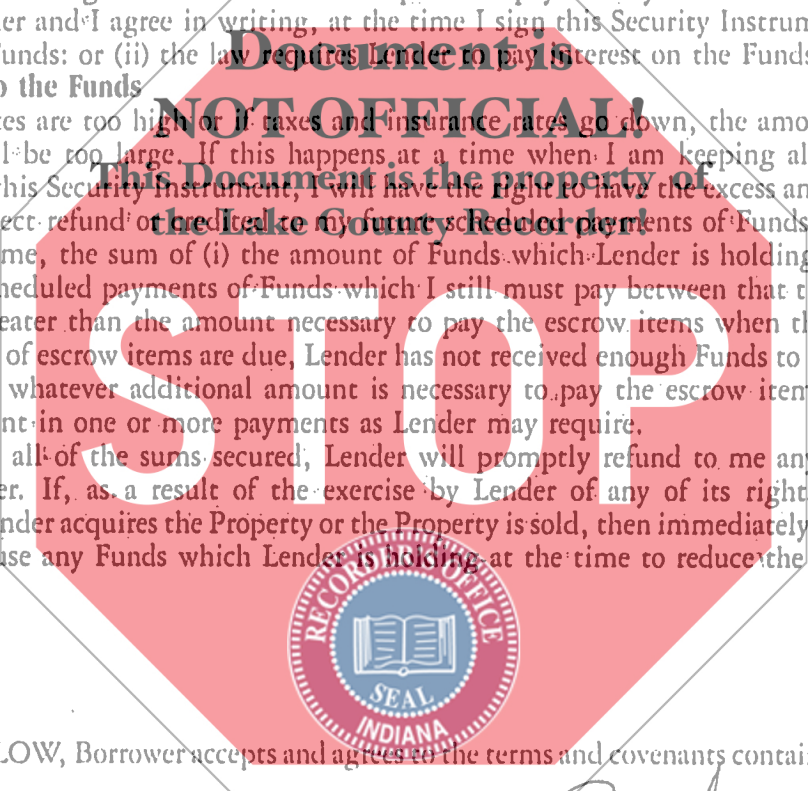 er and I agree in writing, at the time I sign this Security Instrum
unds: or (ii) the law requires Lender to pay interest on the Funds
Document is
o the Funds
NOT OFFICIAL!
es are too high or if taxes and insurance rates go down, the amo
l be too large. If this happens at a time when I am keeping al
This Document is the property of
his Security Instrument, I will have the right to have the excess am
the Lake County Recorder!
ect refund or credited to my future scheduled payments of Funds
me, the sum of (i) the amount of Funds which Lender is holding
heduled payments of Funds which I still must pay between that t
eater than the amount necessary to pay the escrow items when th
STOP
of escrow items are due, Lender has not received enough Funds to
whatever additional amount is necessary to pay the escrow item
nt in one or more payments as Lender may require.
all of the sums secured, Lender will promptly refund to me any
er. If, as a result of the exercise by Lender of any of its right
nder acquires the Property or the Property is sold, then immediately
use any Funds which Lender is holding at the time to reduce the
RECORDER'S OFFICE
SEAL
INDIANA
LOW, Borrower accepts and agrees to the terms and covenants contai